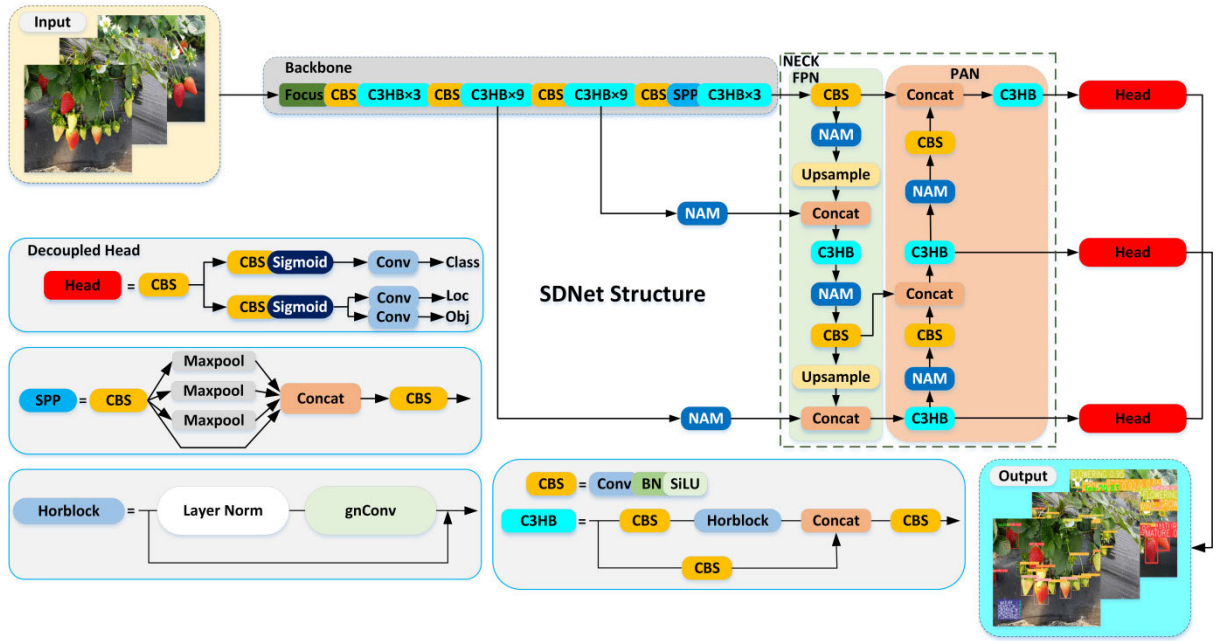 Input
Backbone
Focus CBS C3HB×3 CBS C3HB×9 CBS C3HB×9 CBS SPP C3HB×3
NECK
FPN
PAN
CBS
Concat
C3HB
Head
NAM
CBS
Upsample
NAM
NAM
Concat
C3HB
C3HB
Head
NAM
Concat
CBS
CBS
Upsample
NAM
NAM
Concat
C3HB
Head
SDNet Structure
Decoupled Head
Head = CBS
CBS Sigmoid Conv Class
CBS Sigmoid Conv Loc
Conv Obj
Maxpool
SPP = CBS Maxpool Concat CBS
Maxpool
Horblock = Layer Norm gnConv
CBS = Conv BN SiLU
C3HB = CBS Horblock Concat CBS
CBS
Output